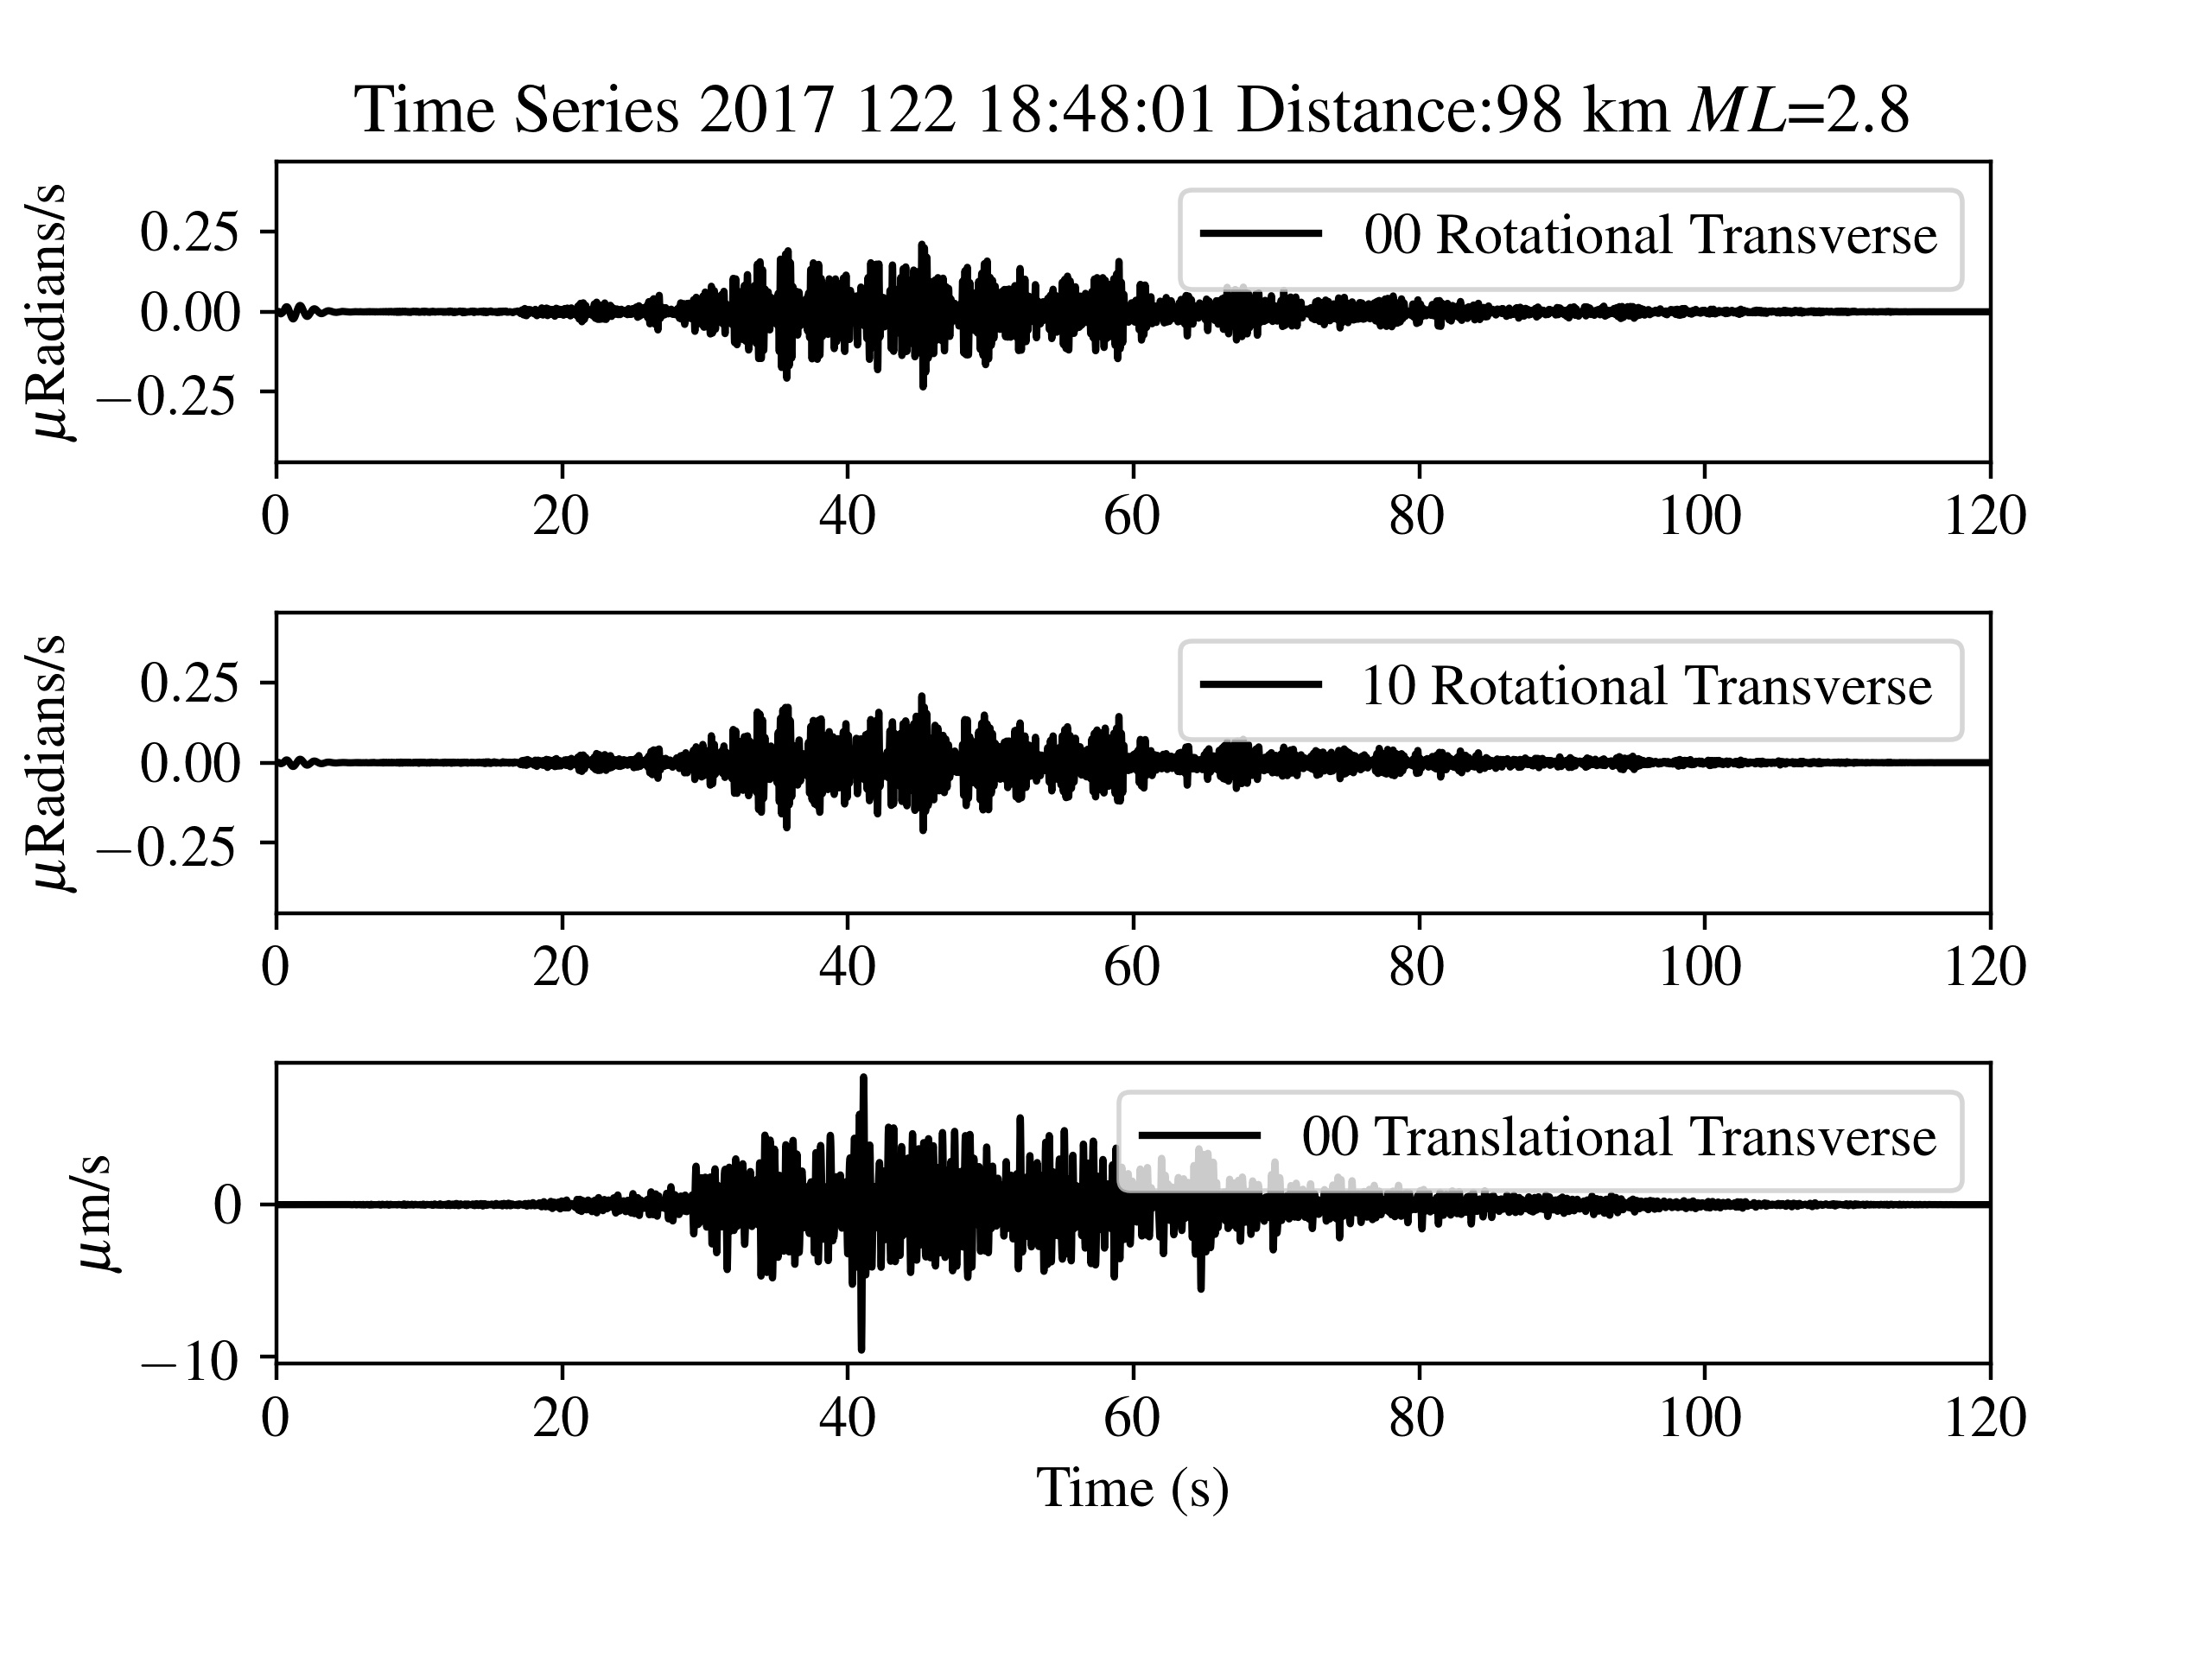 Time Series 2017 122 18:48:01 Distance:98 km ML=2.8
μRadians/s
0.25
0.00
−0.25
00 Rotational Transverse
0 20 40 60 80 100 120
μRadians/s
0.25
0.00
−0.25
10 Rotational Transverse
0 20 40 60 80 100 120
μm/s
0
−10
00 Translational Transverse
0 20 40 60 80 100 120
Time (s)